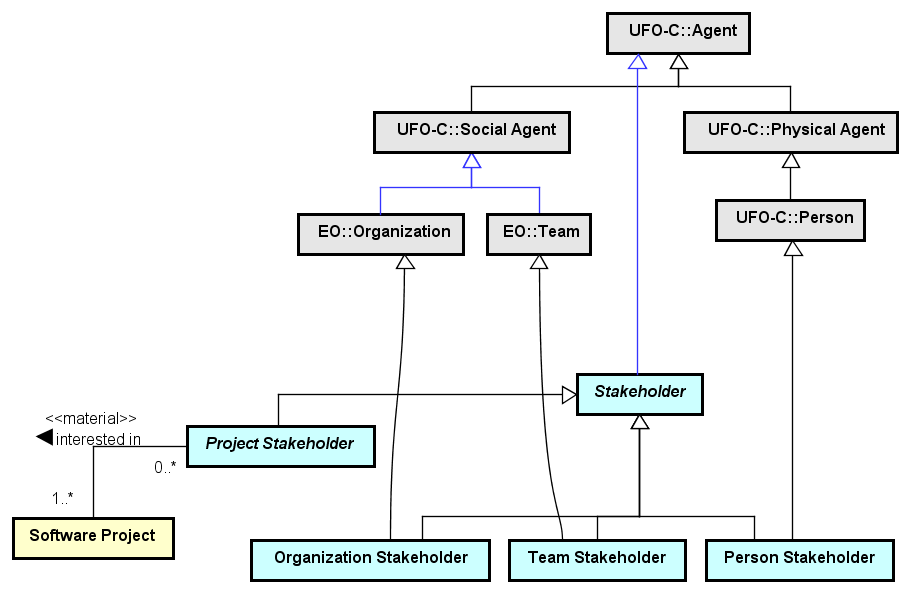 UFO-C::Agent
UFO-C::Social Agent
UFO-C::Physical Agent
UFO-C::Person
EO::Organization
EO::Team
Stakeholder
<<material>>
interested in
Project Stakeholder
0..*
1..*
Software Project
Organization Stakeholder
Team Stakeholder
Person Stakeholder